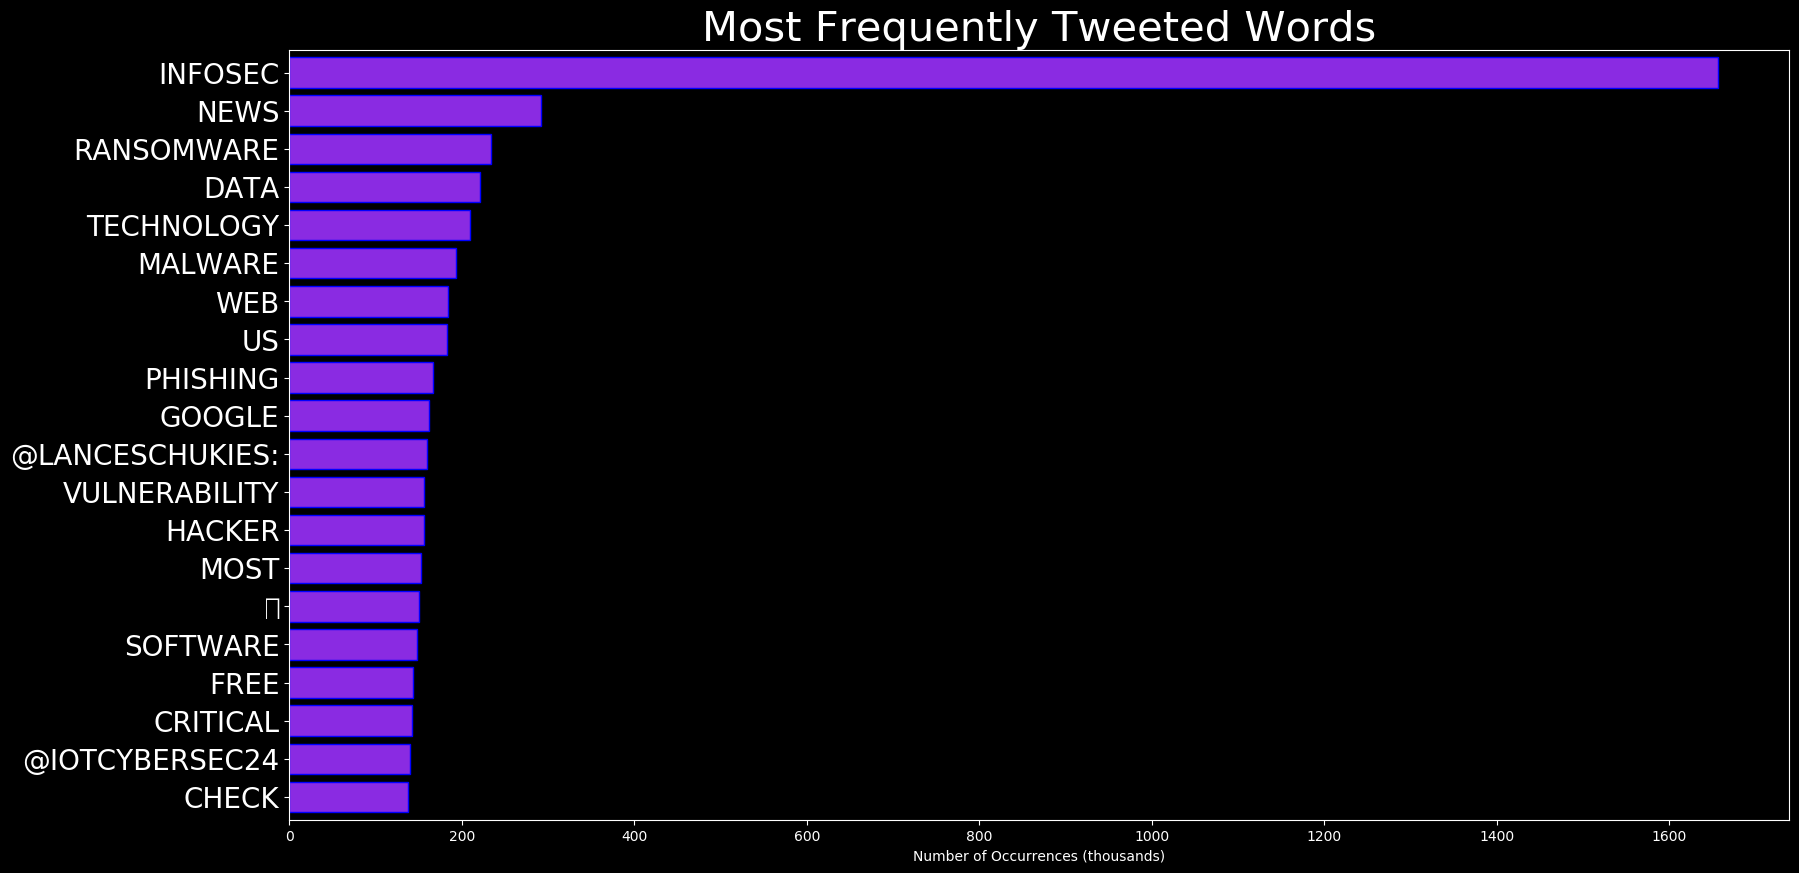 Most Frequently Tweeted Words
INFOSEC
NEWS
RANSOMWARE
DATA
TECHNOLOGY
MALWARE
WEB
US
PHISHING
GOOGLE
@LANCESCHUKIES:
VULNERABILITY
HACKER
MOST
SOFTWARE
FREE
CRITICAL
@IOTCYBERSEC24
CHECK
0 200 400 600 800 1000 1200 1400 1600
Number of Occurrences (thousands)